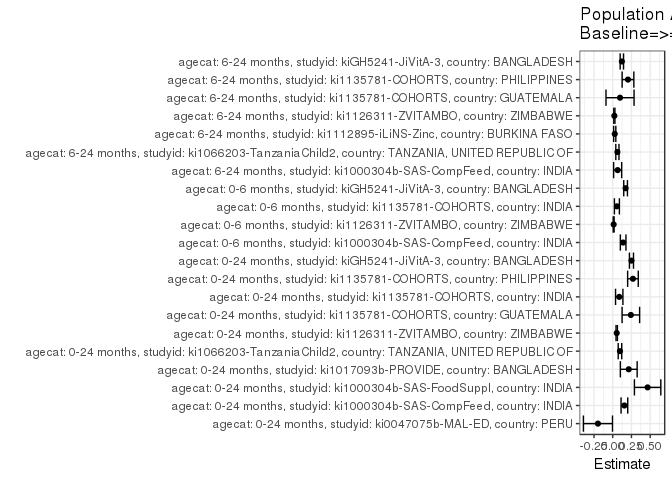 Population
Baseline=>
agecat: 6-24 months, studyid: kiGH5241-JiVitA-3, country: BANGLADESH
agecat: 6-24 months, studyid: ki1135781-COHORTS, country: PHILIPPINES
agecat: 6-24 months, studyid: ki1135781-COHORTS, country: GUATEMALA
agecat: 6-24 months, studyid: ki1126311-ZVITAMBO, country: ZIMBABWE
agecat: 6-24 months, studyid: ki1112895-iLiNS-Zinc, country: BURKINA FASO
agecat: 6-24 months, studyid: ki1066203-TanzaniaChild2, country: TANZANIA, UNITED REPUBLIC OF
agecat: 6-24 months, studyid: ki1000304b-SAS-CompFeed, country: INDIA
agecat: 0-6 months, studyid: kiGH5241-JiVitA-3, country: BANGLADESH
agecat: 0-6 months, studyid: ki1135781-COHORTS, country: INDIA
agecat: 0-6 months, studyid: ki1126311-ZVITAMBO, country: ZIMBABWE
agecat: 0-6 months, studyid: ki1000304b-SAS-CompFeed, country: INDIA
agecat: 0-24 months, studyid: kiGH5241-JiVitA-3, country: BANGLADESH
agecat: 0-24 months, studyid: ki1135781-COHORTS, country: PHILIPPINES
agecat: 0-24 months, studyid: ki1135781-COHORTS, country: INDIA
agecat: 0-24 months, studyid: ki1135781-COHORTS, country: GUATEMALA
agecat: 0-24 months, studyid: ki1126311-ZVITAMBO, country: ZIMBABWE
agecat: 0-24 months, studyid: ki1066203-TanzaniaChild2, country: TANZANIA, UNITED REPUBLIC OF
agecat: 0-24 months, studyid: ki1017093b-PROVIDE, country: BANGLADESH
agecat: 0-24 months, studyid: ki1000304b-SAS-FoodSuppl, country: INDIA
agecat: 0-24 months, studyid: ki1000304b-SAS-CompFeed, country: INDIA
agecat: 0-24 months, studyid: ki0047075b-MAL-ED, country: PERU
-0.25 0.00 0.25 0.50
Estimate